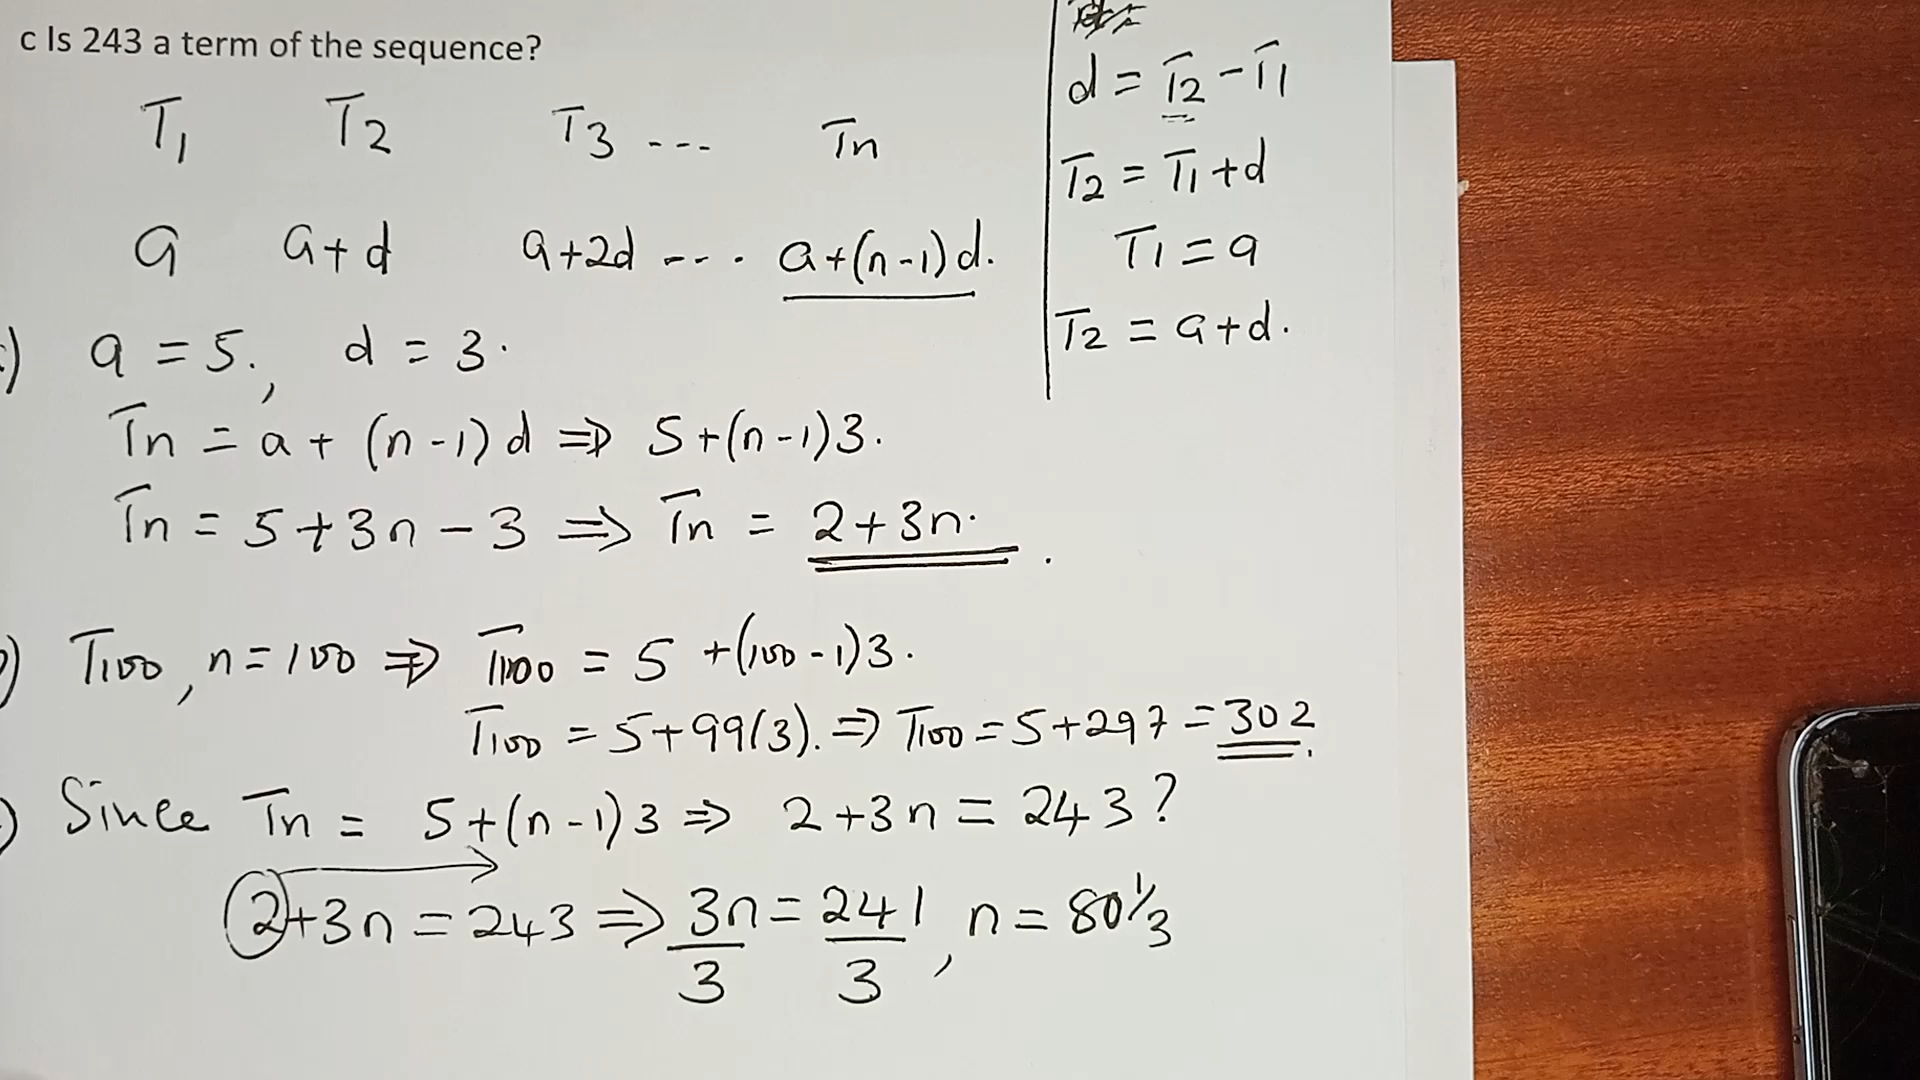 c Is 243 a term of the sequence?
T1 T2 T3 --- Tn
a a+d a+2d --- . a+(n-1)d.
d = T2 - T1
T2 = T1 + d
T1 = a
T2 = a+d.
) a = 5., d = 3.
Tn = a + (n-1)d ⇒ 5+(n-1)3.
Tn = 5+3n-3 ⇒ Tn = 2+3n.
) T100, n=100 ⇒ T100 = 5 +(100-1)3.
T100 = 5+99(3). ⇒ T100 = 5+297 = 302.
) Since Tn = 5+(n-1)3 ⇒ 2+3n = 243?
2+3n = 243 ⇒ 3n/3 = 241/3, n = 80 1/3